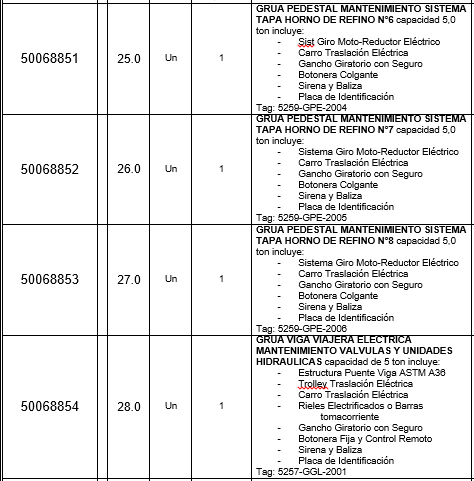 50068851 25.0 Un 1
GRUA PEDESTAL MANTENIMIENTO SISTEMA
TAPA HORNO DE REFINO N°6 capacidad 5,0
ton incluye:
- Sist Giro Moto-Reductor Eléctrico
- Carro Traslación Eléctrica
- Gancho Giratorio con Seguro
- Botonera Colgante
- Sirena y Baliza
- Placa de Identificación
Tag: 5259-GPE-2004
50068852 26.0 Un 1
GRUA PEDESTAL MANTENIMIENTO SISTEMA
TAPA HORNO DE REFINO N°7 capacidad 5,0
ton incluye:
- Sistema Giro Moto-Reductor Eléctrico
- Carro Traslación Eléctrica
- Gancho Giratorio con Seguro
- Botonera Colgante
- Sirena y Baliza
- Placa de Identificación
Tag: 5259-GPE-2005
50068853 27.0 Un 1
GRUA PEDESTAL MANTENIMIENTO SISTEMA
TAPA HORNO DE REFINO N°8 capacidad 5,0
ton incluye:
- Sistema Giro Moto-Reductor Eléctrico
- Carro Traslación Eléctrica
- Gancho Giratorio con Seguro
- Botonera Colgante
- Sirena y Baliza
- Placa de Identificación
Tag: 5259-GPE-2006
50068854 28.0 Un 1
GRUA VIGA VIAJERA ELECTRICA
MANTENIMIENTO VALVULAS Y UNIDADES
HIDRAULICAS capacidad de 5 ton incluye:
- Estructura Puente Viga ASTM A36
- Trolley Traslación Eléctrica
- Carro Traslación Eléctrica
- Rieles Electrificados o Barras
tomacorriente
- Gancho Giratorio con Seguro
- Botonera Fija y Control Remoto
- Sirena y Baliza
- Placa de Identificación
Tag: 5257-GGL-2001